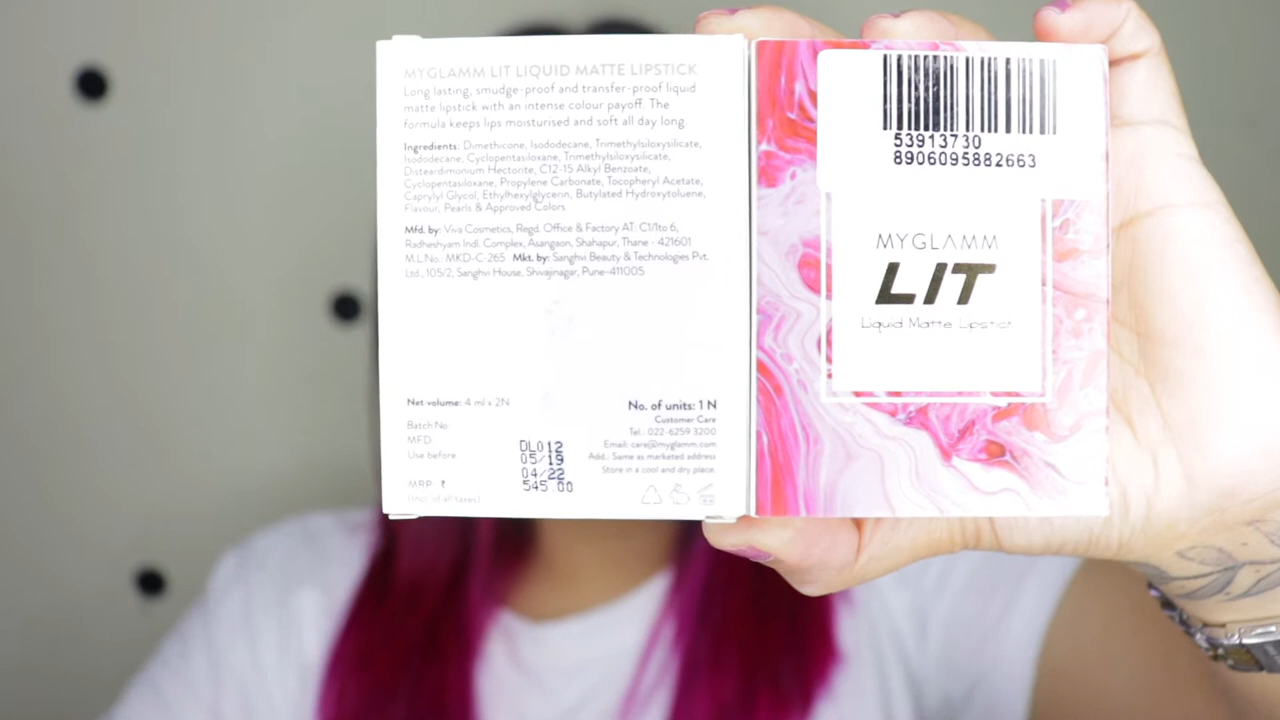 MYGLAMM LIT LIQUID MATTE LIPSTICK
Long lasting, smudge-proof and transfer-proof liquid
matte lipstick with an intense colour payoff. The
formula keeps lips moisturised and soft all day long
Ingredients: Dimethicone, Isododecane, Trimethylsiloxysilicate,
Isododecane, Cyclopentasiloxane, Trimethylsiloxysilicate,
Disteardimonium Hectorite, C12-15 Alkyl Benzoate,
Cyclopentasiloxane, Propylene Carbonate, Tocopheryl Acetate,
Caprylyl Glycol, Ethylhexylglycerin, Butylated Hydroxytoluene,
Flavour, Pearls & Approved Colors
Mfd. by: Viva Cosmetics, Regd. Office & Factory AT: C1/1to 6,
Radheshyam Indl. Complex, Asangaon, Shahapur, Thane - 421601
M.L.No.: MKD-C-265 Mkt. by: Sanghvi Beauty & Technologies Pvt.
Ltd., 105/2, Sanghvi House, Shivajinagar, Pune-411005
Net volume: 4 ml x 2N
Batch No:
MFD
Use before
MRP: ₹
(Incl. of all taxes)
DL012
05/19
04/22
545.00
No. of units: 1 N
Customer Care
Tel.: 022-6259 3200
Email: care@myglamm.com
Add.: Same as marketed address
Store in a cool and dry place.
53913730
8906095882663
MYGLAMM
LIT
Liquid Matte Lipstick